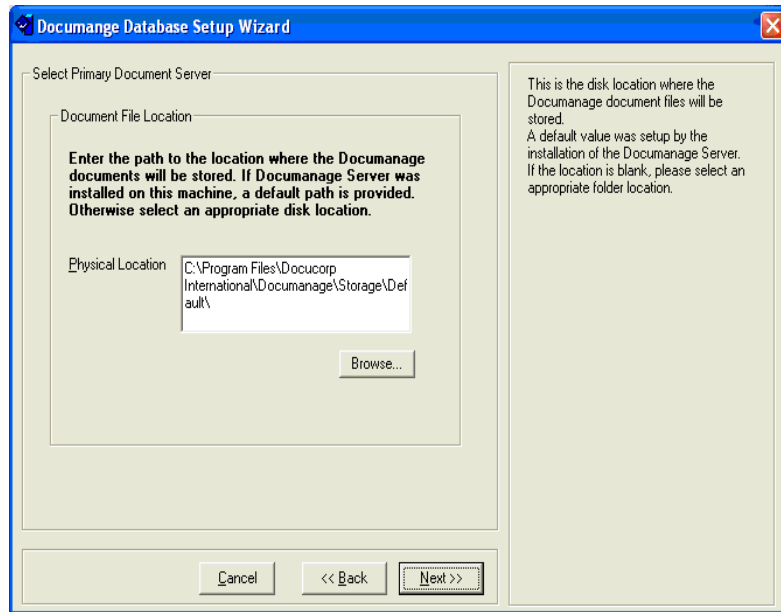 Documange Database Setup Wizard
Select Primary Document Server
Document File Location
Enter the path to the location where the Documanage
documents will be stored. If Documanage Server was
installed on this machine, a default path is provided.
Otherwise select an appropriate disk location.
Physical Location
C:\Program Files\Docucorp
International\Documanage\Storage\Def
ault\
Browse...
This is the disk location where the
Documanage document files will be
stored.
A default value was setup by the
installation of the Documanage Server.
If the location is blank, please select an
appropriate folder location.
Cancel
<< Back
Next >>